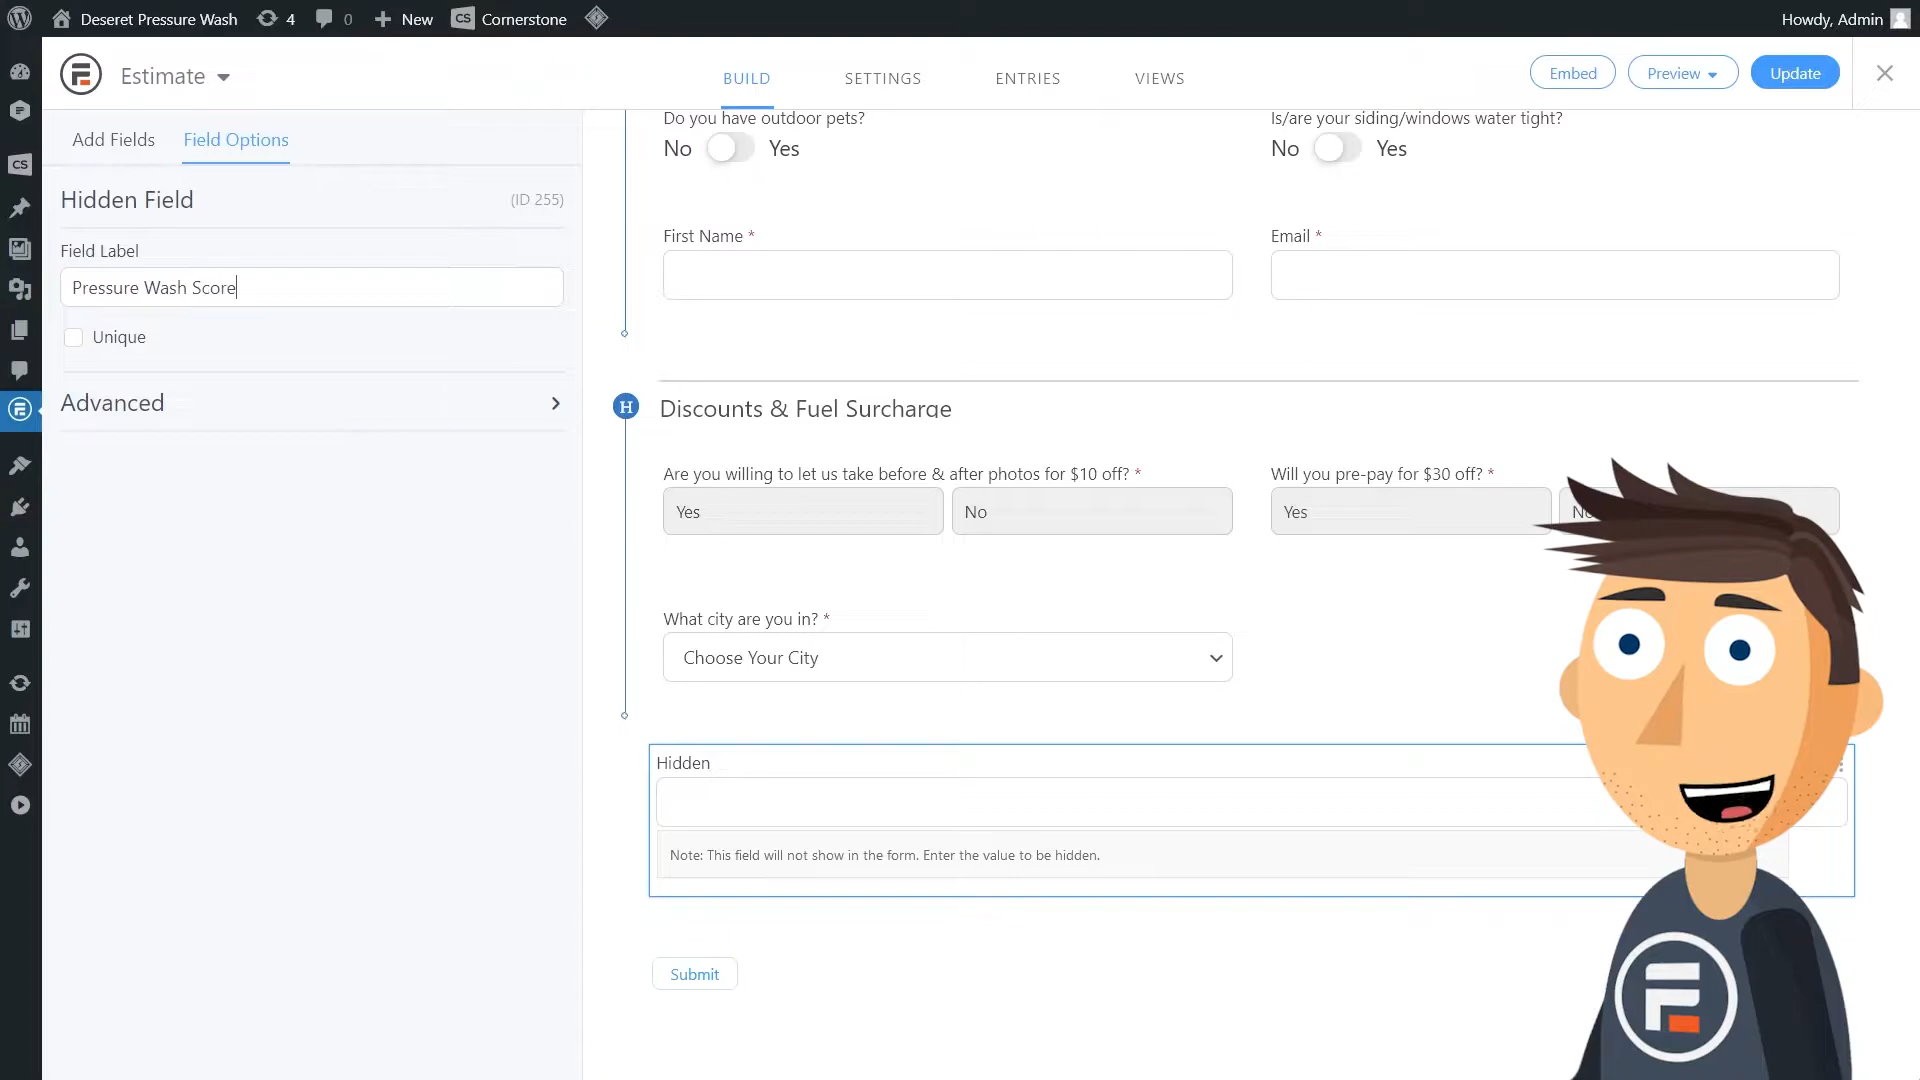 Deseret Pressure Wash
4
0
New
CS
Cornerstone
Howdy, Admin
Estimate
BUILD
SETTINGS
ENTRIES
VIEWS
Embed
Preview
Update
Add Fields
Field Options
Hidden Field
(ID 255)
Field Label
Pressure Wash Score
Unique
Advanced
CS
Do you have outdoor pets?
No
Yes
Is/are your siding/windows water tight?
No
Yes
First Name *
Email *
H
Discounts & Fuel Surcharge
Are you willing to let us take before & after photos for $10 off? *
Yes
No
Will you pre-pay for $30 off? *
Yes
What city are you in? *
Choose Your City
Hidden
Note: This field will not show in the form. Enter the value to be hidden.
Submit